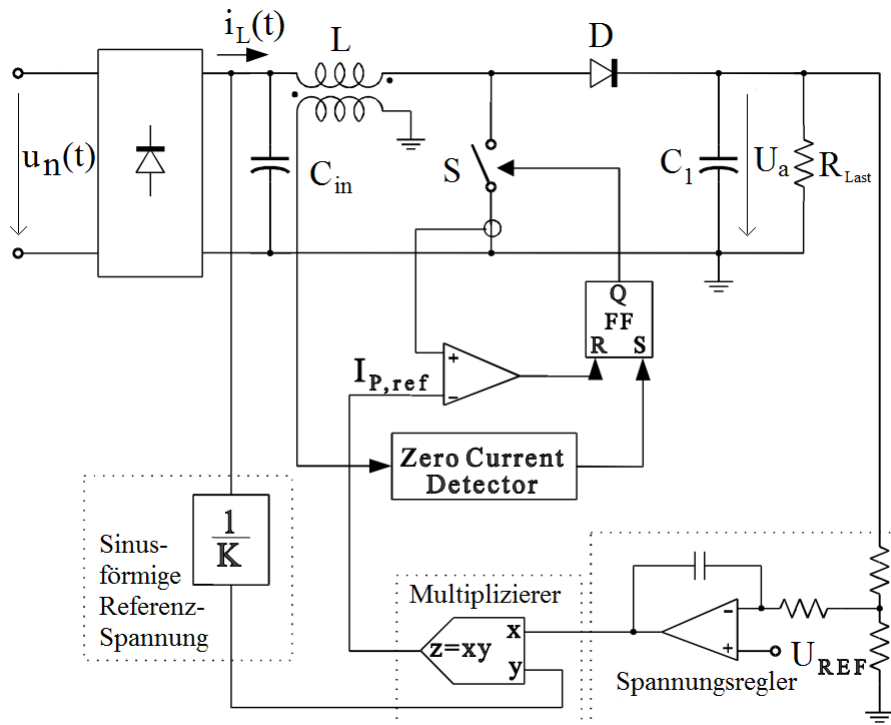 i_L(t)
L
D
u_n(t)
C_in
S
C_1
U_a
R_Last
Q
FF
R S
I_P,ref
+
−
Zero Current
Detector
1
K
Sinus-
förmige
Referenz-
Spannung
Multiplizierer
z=xy
x
y
-
+
U_REF
Spannungsregler